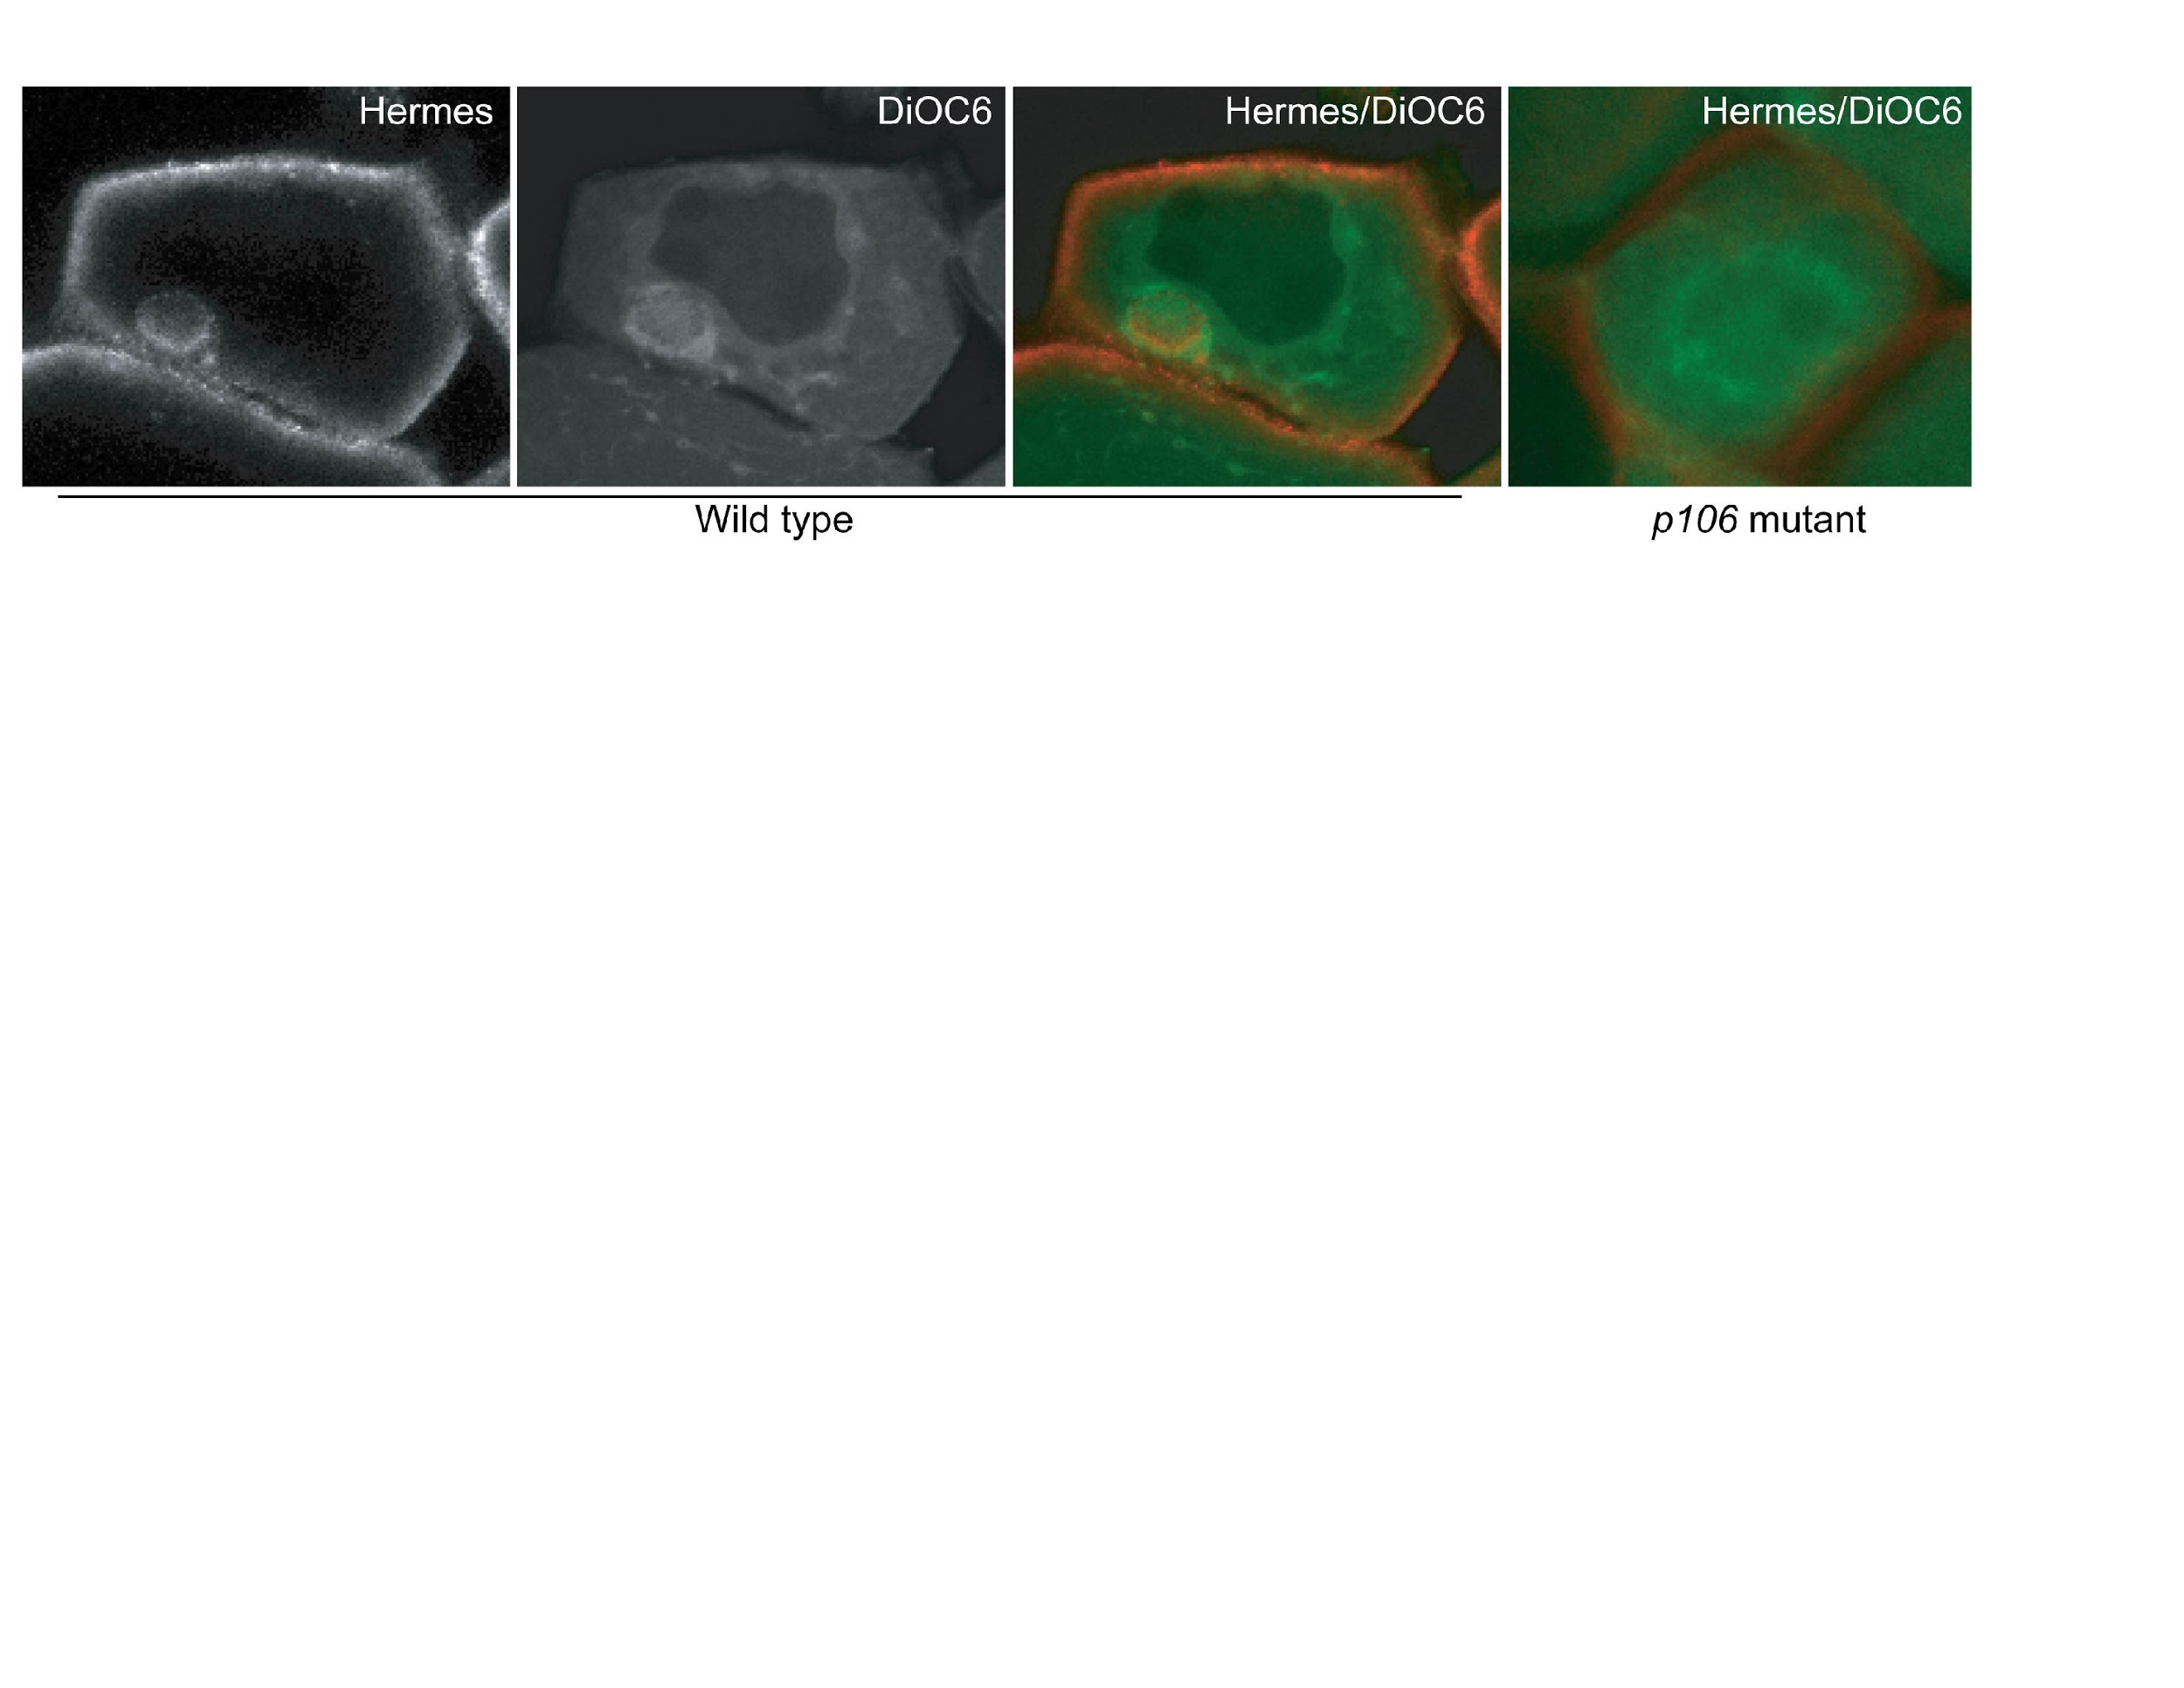 Hermes
DiOC6
Hermes/DiOC6
Hermes/DiOC6
Wild type
p106 mutant